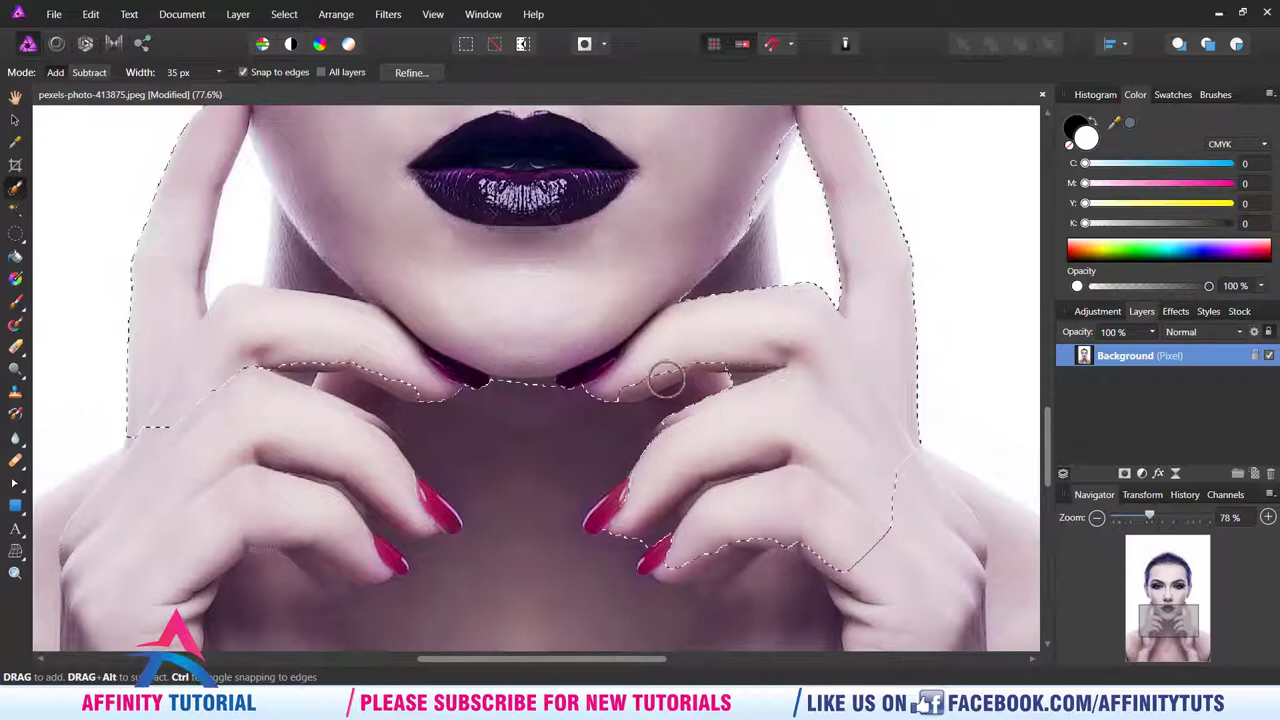 File Edit Text Document Layer Select Arrange Filters View Window Help
Mode: Add Subtract Width: 35 px Snap to edges All layers Refine...
pexels-photo-413875.jpeg [Modified] (77.6%)
Histogram Color Swatches Brushes
CMYK
C: 0
M: 0
Y: 0
K: 0
Opacity
100 %
Adjustment Layers Effects Styles Stock
Opacity: 100 % Normal
Background (Pixel)
Navigator Transform History Channels
Zoom: 78 %
DRAG to add. DRAG+Alt to subtract. Ctrl to toggle snapping to edges
AFFINITY TUTORIAL / PLEASE SUBSCRIBE FOR NEW TUTORIALS / LIKE US ON f FACEBOOK.COM/AFFINITYTUTS